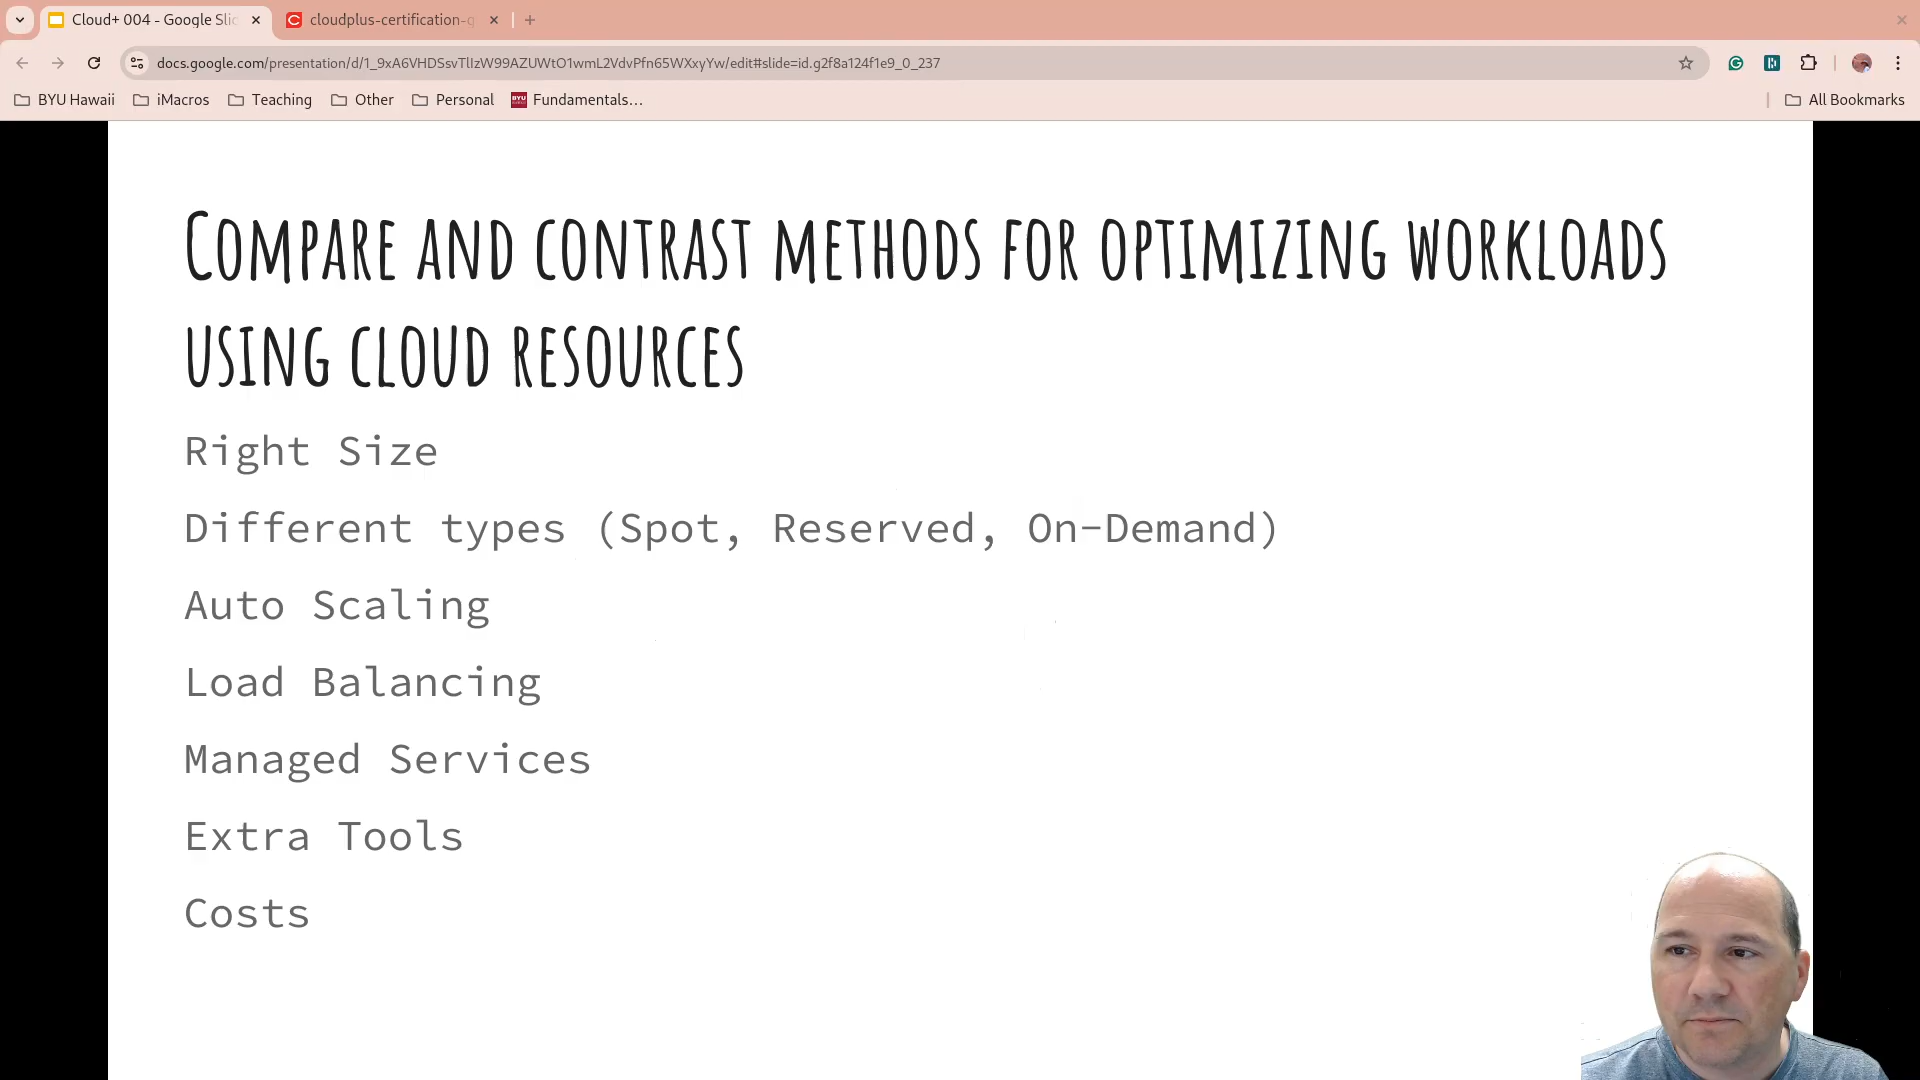 Cloud+ 004 - Google Slid
cloudplus-certification-q
docs.google.com/presentation/d/1_9xA6VHDSsvTlIzW99AZUWtO1wmL2VdvPfn65WXxyYw/edit#slide=id.g2f8a124f1e9_0_237
BYU Hawaii
iMacros
Teaching
Other
Personal
Fundamentals...
All Bookmarks
Compare and contrast methods for optimizing workloads
using cloud resources
Right Size
Different types (Spot, Reserved, On-Demand)
Auto Scaling
Load Balancing
Managed Services
Extra Tools
Costs